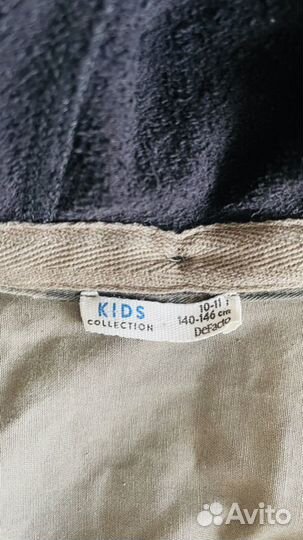 KIDS
COLLECTION
10-11
140-146 cm
DeFacto
Avito